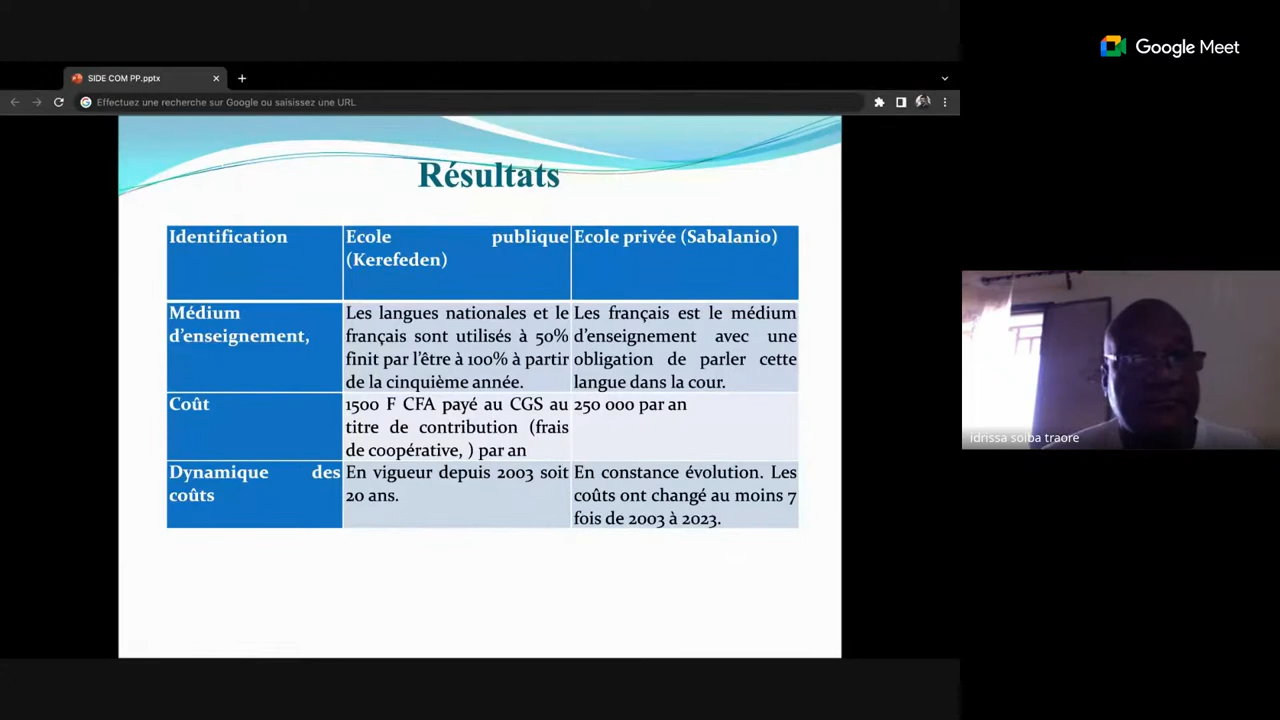 Google Meet
SIDE COM PP.pptx
Effectuez une recherche sur Google ou saisissez une URL
Résultats
Identification
Ecole publique
(Kerefeden)
Ecole privée (Sabalanio)
Médium
d'enseignement,
Les langues nationales et le
français sont utilisés à 50%
finit par l'être à 100% à partir
de la cinquième année.
Les français est le médium
d'enseignement avec une
obligation de parler cette
langue dans la cour.
Coût
1500 F CFA payé au CGS au
titre de contribution (frais
de coopérative, ) par an
250 000 par an
Dynamique des
coûts
En vigueur depuis 2003 soit
20 ans.
En constance évolution. Les
coûts ont changé au moins 7
fois de 2003 à 2023.
idrissa soiba traore